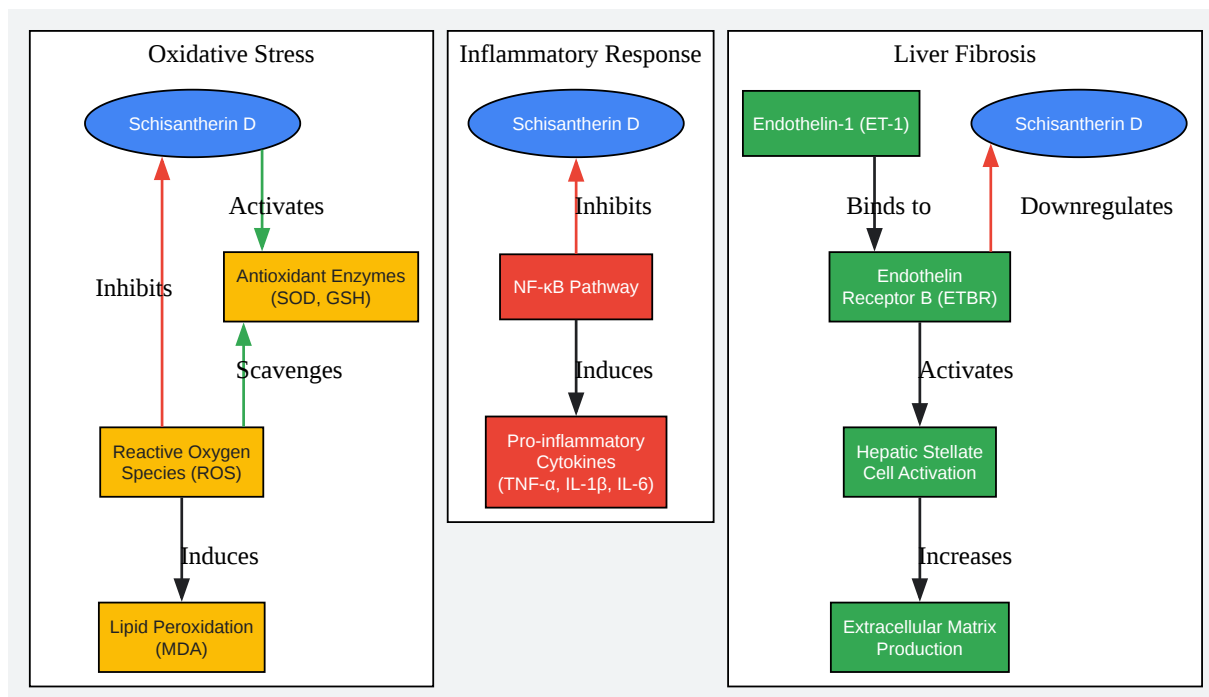 Oxidative Stress
Schisantherin D
Activates
Inhibits
Antioxidant Enzymes
(SOD, GSH)
Scavenges
Reactive Oxygen
Species (ROS)
Induces
Lipid Peroxidation
(MDA)
Inflammatory Response
Schisantherin D
Inhibits
NF-κB Pathway
Induces
Pro-inflammatory
Cytokines
(TNF-α, IL-1β, IL-6)
Liver Fibrosis
Endothelin-1 (ET-1)
Schisantherin D
Binds to
Downregulates
Endothelin
Receptor B (ETBR)
Activates
Hepatic Stellate
Cell Activation
Increases
Extracellular Matrix
Production